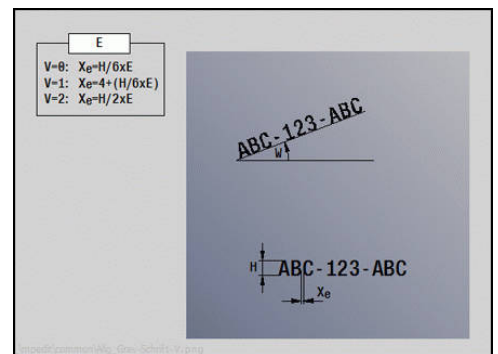 E
V=0: Xe=H/6xE
V=1: Xe=4+(H/6xE)
V=2: Xe=H/2xE
ABC-123-ABC
W
H
ABC-123-ABC
Xe